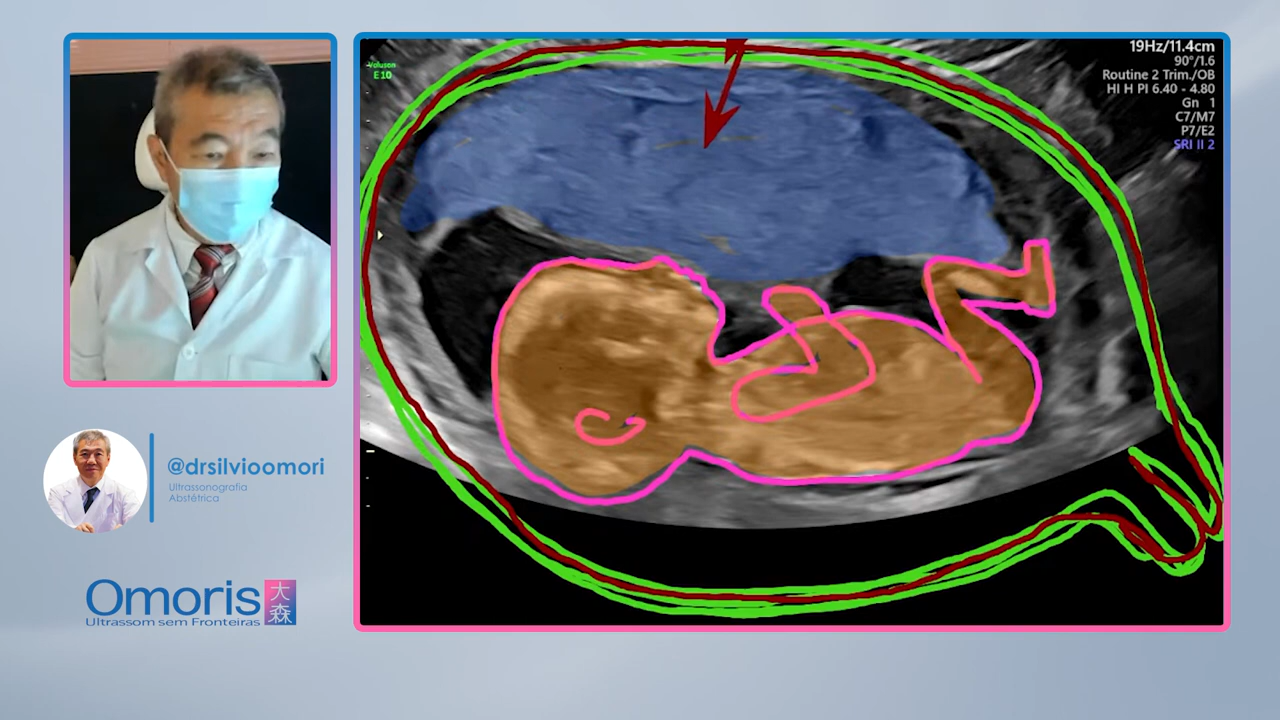 @drsilvioomori
Ultrassonografia
Abstétrica
Omoris
大森
Ultrassom sem Fronteiras
Voluson
E10
19Hz/11.4cm
90°/1.6
Routine 2 Trim./OB
HI H PI 6.40 - 4.80
Gn 1
C7/M7
P7/E2
SRI II 2